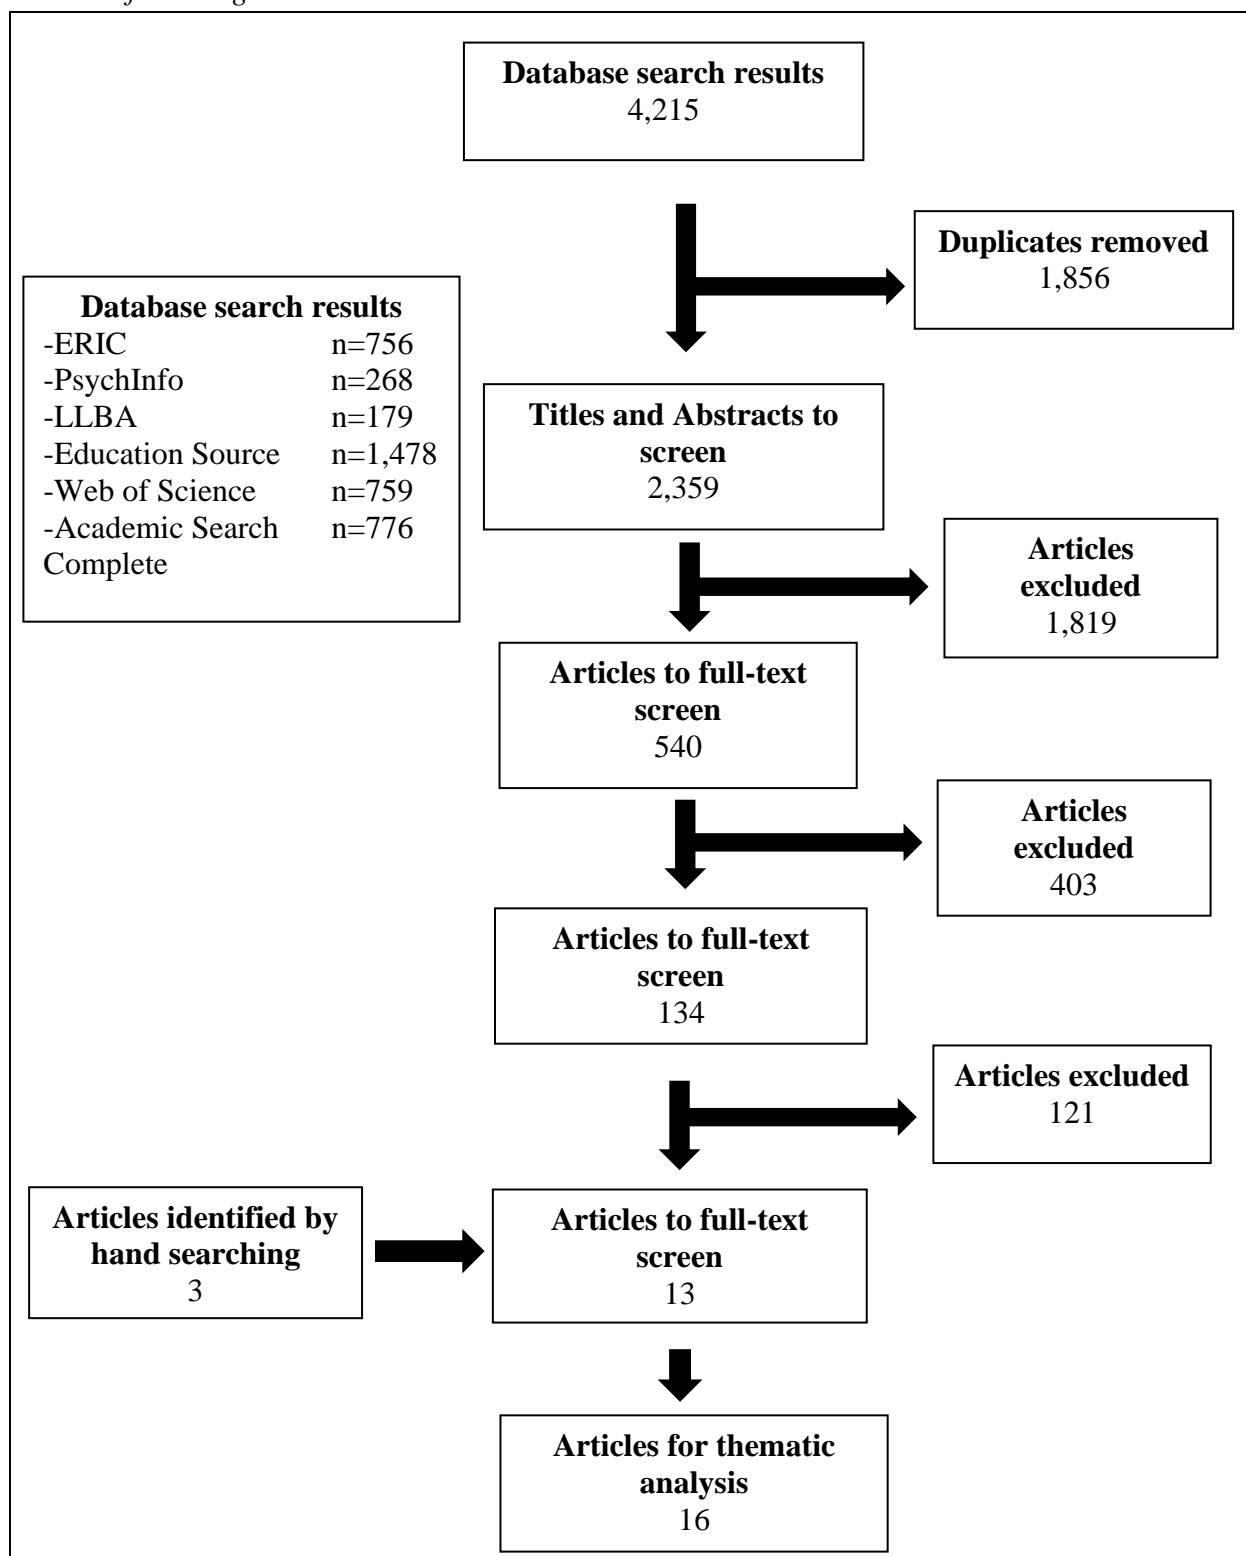 Database search results
4,215
Duplicates removed
1,856
Database search results
-ERIC n=756
-PsychInfo n=268
-LLBA n=179
-Education Source n=1,478
-Web of Science n=759
-Academic Search n=776
Complete
Titles and Abstracts to
screen
2,359
Articles
excluded
1,819
Articles to full-text
screen
540
Articles
excluded
403
Articles to full-text
screen
134
Articles excluded
121
Articles identified by
hand searching
3
Articles to full-text
screen
13
Articles for thematic
analysis
16